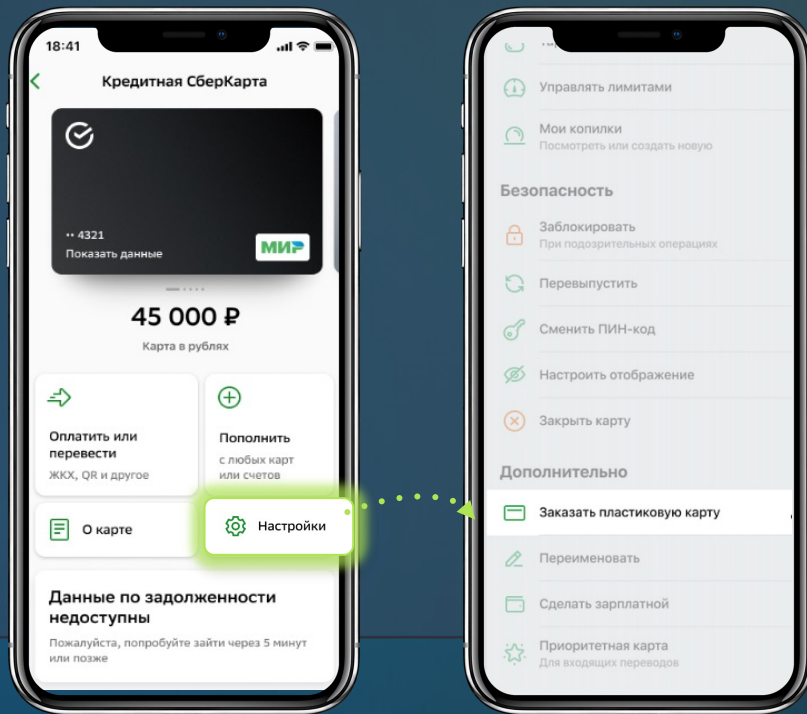 18:41
Кредитная СберКарта
•• 4321
Показать данные
МИР
45 000 ₽
Карта в рублях
Оплатить или
перевести
ЖКХ, QR и другое
Пополнить
с любых карт
или счетов
О карте
Настройки
Данные по задолженности
недоступны
Пожалуйста, попробуйте зайти через 5 минут
или позже
Управлять лимитами
Мои копилки
Посмотреть или создать новую
Безопасность
Заблокировать
При подозрительных операциях
Перевыпустить
Сменить ПИН-код
Настроить отображение
Закрыть карту
Дополнительно
Заказать пластиковую карту
Переименовать
Сделать зарплатной
Приоритетная карта
Для входящих переводов